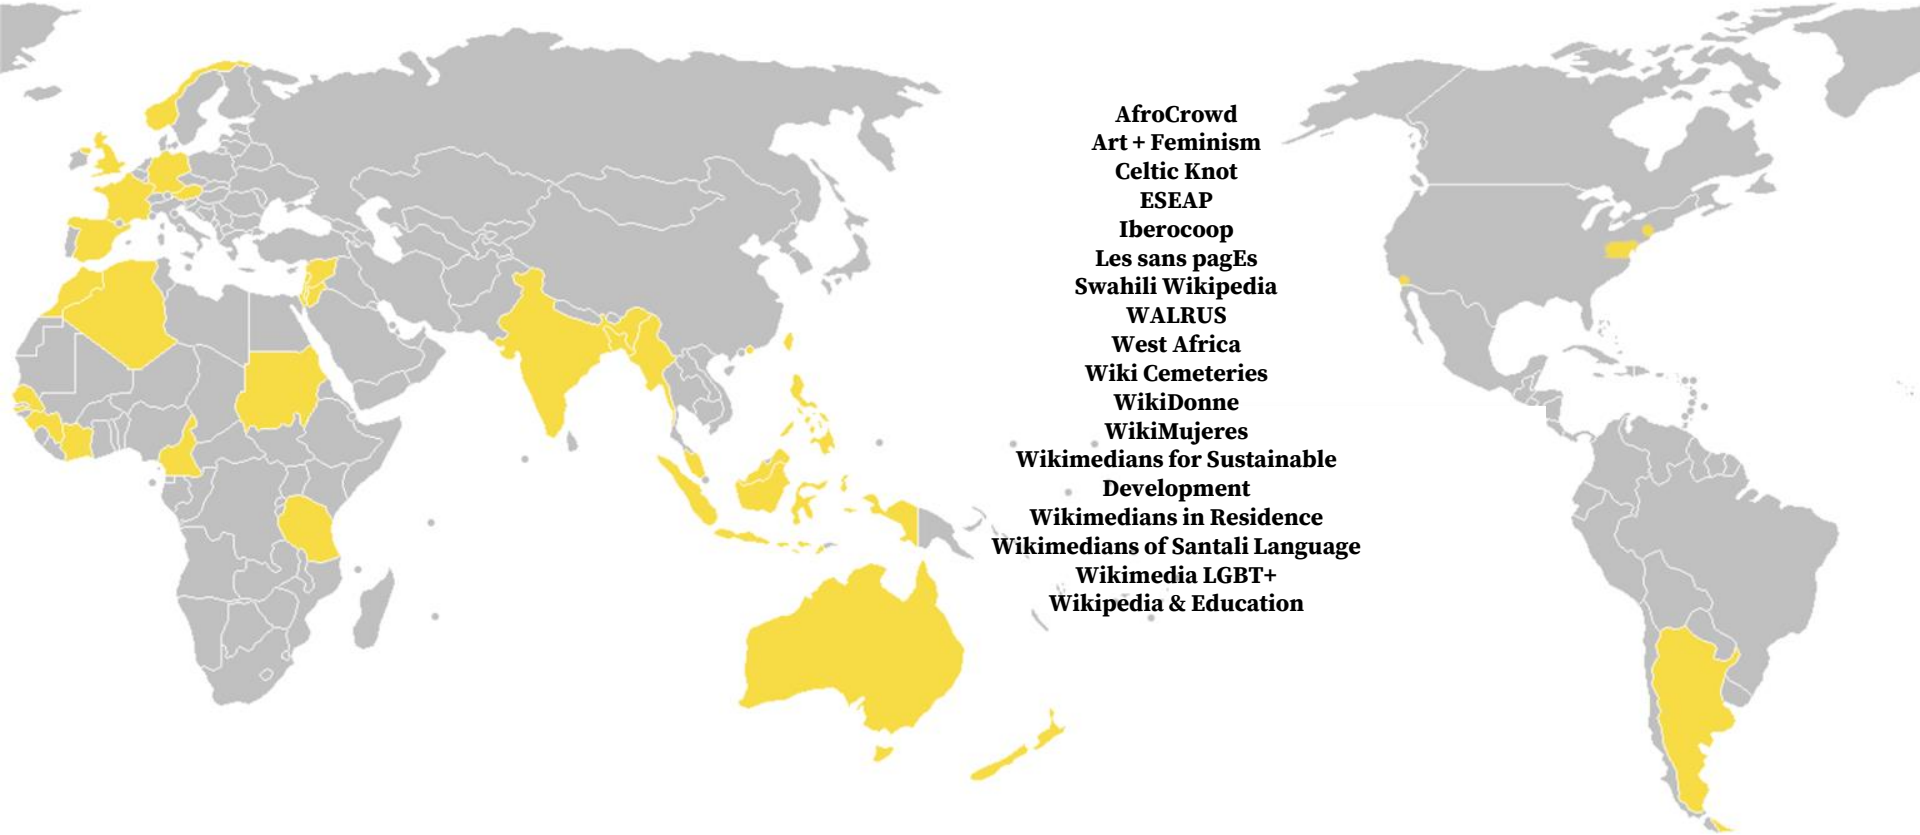 AfroCrowd
Art + Feminism
Celtic Knot
ESEAP
Iberocoop
Les sans pagEs
Swahili Wikipedia
WALRUS
West Africa
Wiki Cemeteries
WikiDonne
WikiMujeres
Wikimedians for Sustainable
Development
Wikimedians in Residence
Wikimedians of Santali Language
Wikimedia LGBT+
Wikipedia & Education